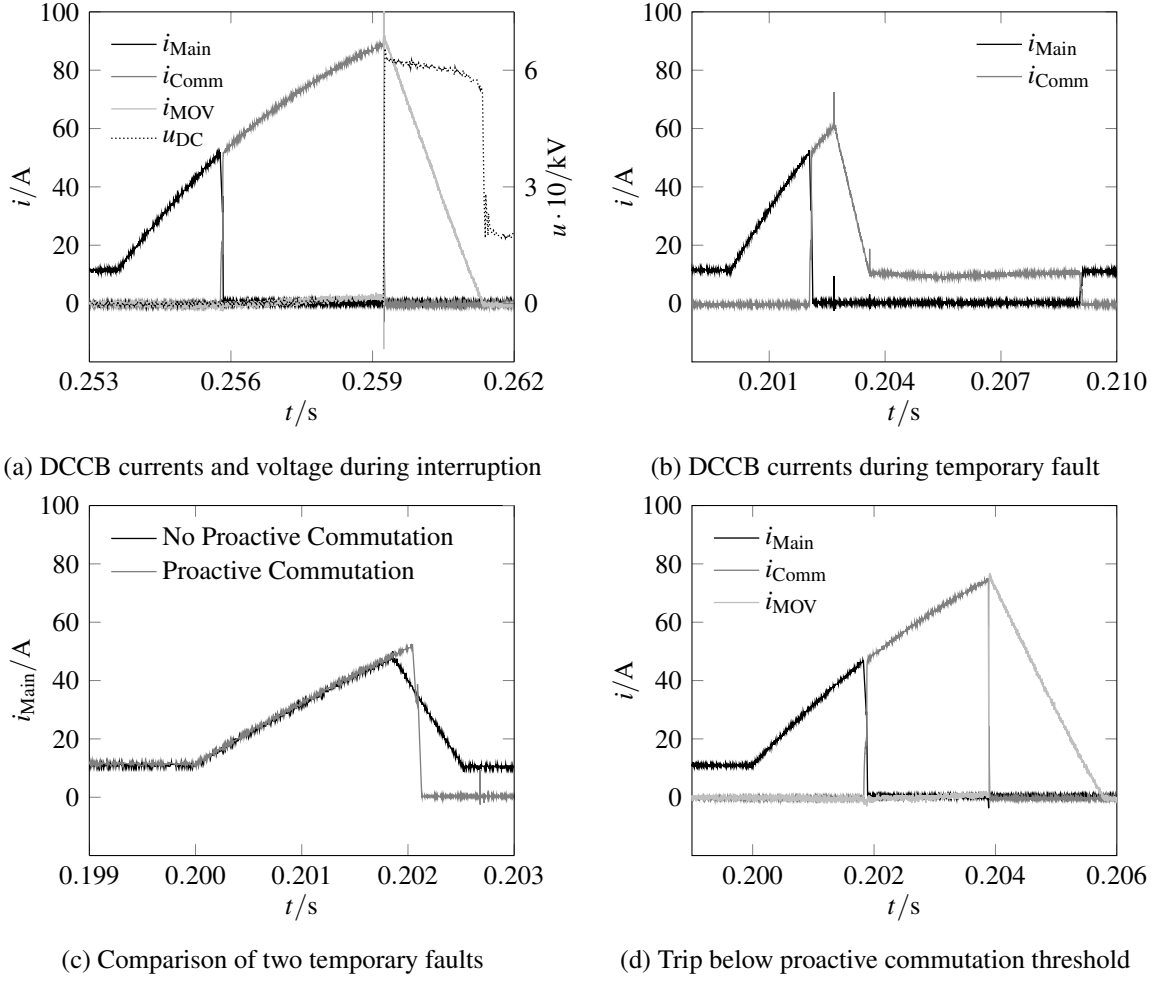 100
80
60
40
20
0
i/A
i_Main
i_Comm
i_MOV
u_DC
6
3
0
u · 10/kV
0.253 0.256 0.259 0.262
t/s
(a) DCCB currents and voltage during interruption
100
80
60
40
20
0
i/A
i_Main
i_Comm
0.201 0.204 0.207 0.210
t/s
(b) DCCB currents during temporary fault
100
80
60
40
20
0
i_Main/A
No Proactive Commutation
Proactive Commutation
0.199 0.200 0.201 0.202 0.203
t/s
(c) Comparison of two temporary faults
100
80
60
40
20
0
i/A
i_Main
i_Comm
i_MOV
0.200 0.202 0.204 0.206
t/s
(d) Trip below proactive commutation threshold